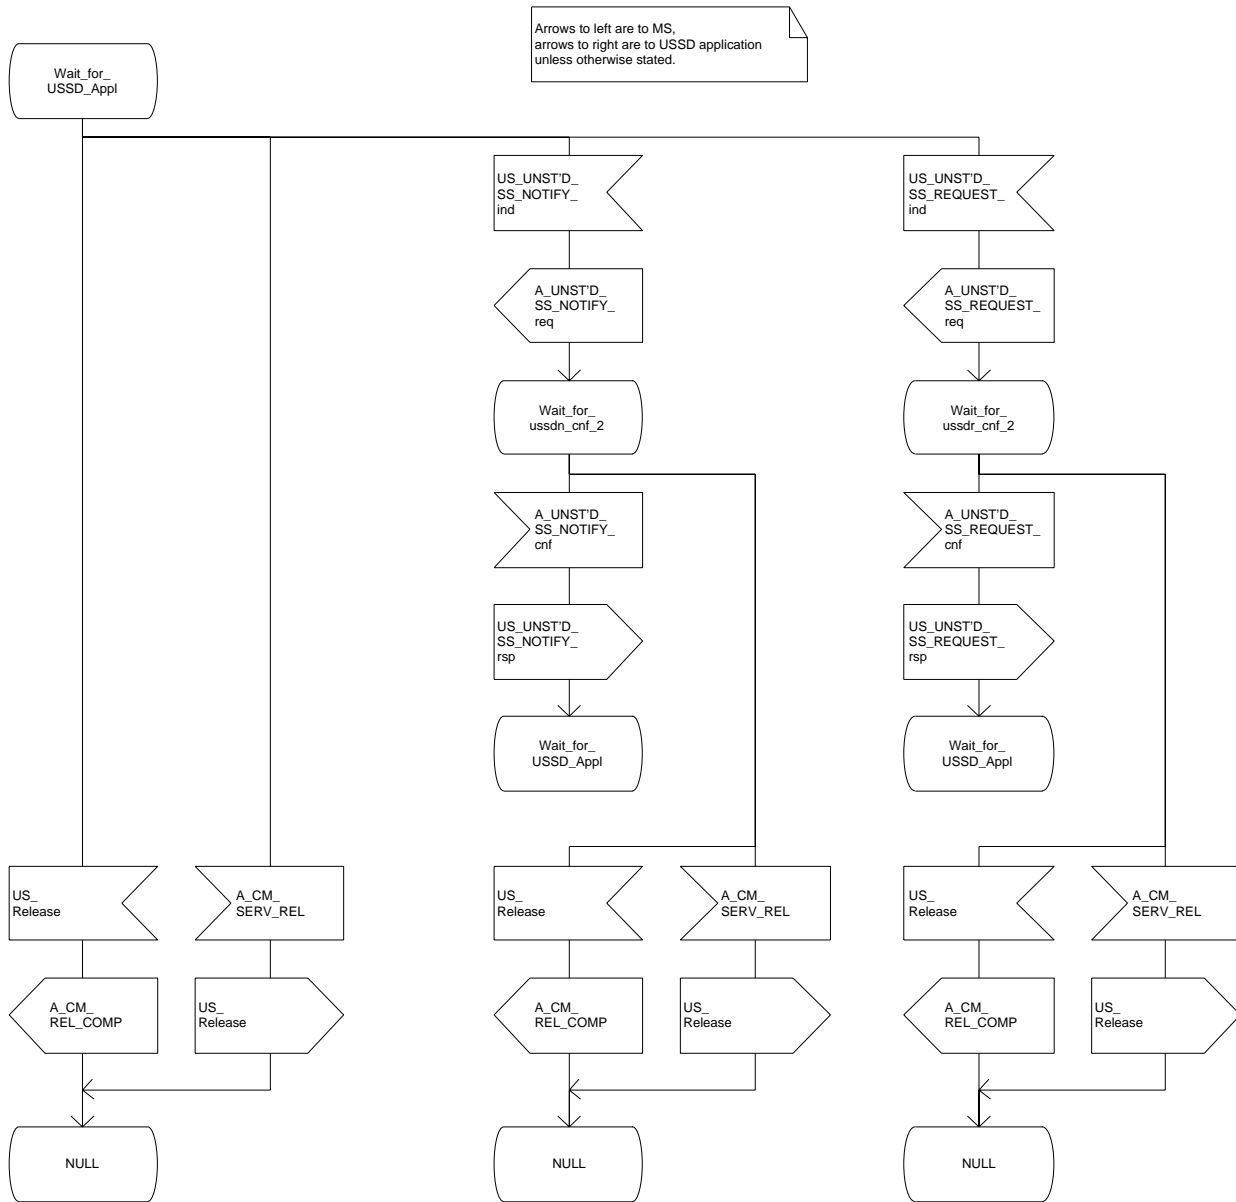 Arrows to left are to MS,
arrows to right are to USSD application
unless otherwise stated.
Wait_for_
USSD_Appl
US_UNST'D_
SS_NOTIFY_
ind
US_UNST'D_
SS_REQUEST_
ind
A_UNST'D_
SS_NOTIFY_
req
A_UNST'D_
SS_REQUEST_
req
Wait_for_
ussdn_cnf_2
Wait_for_
ussdr_cnf_2
A_UNST'D_
SS_NOTIFY_
cnf
A_UNST'D_
SS_REQUEST_
cnf
US_UNST'D_
SS_NOTIFY_
rsp
US_UNST'D_
SS_REQUEST_
rsp
Wait_for_
USSD_Appl
Wait_for_
USSD_Appl
US_
Release
A_CM_
SERV_REL
US_
Release
A_CM_
SERV_REL
US_
Release
A_CM_
SERV_REL
A_CM_
REL_COMP
US_
Release
A_CM_
REL_COMP
US_
Release
A_CM_
REL_COMP
US_
Release
NULL
NULL
NULL